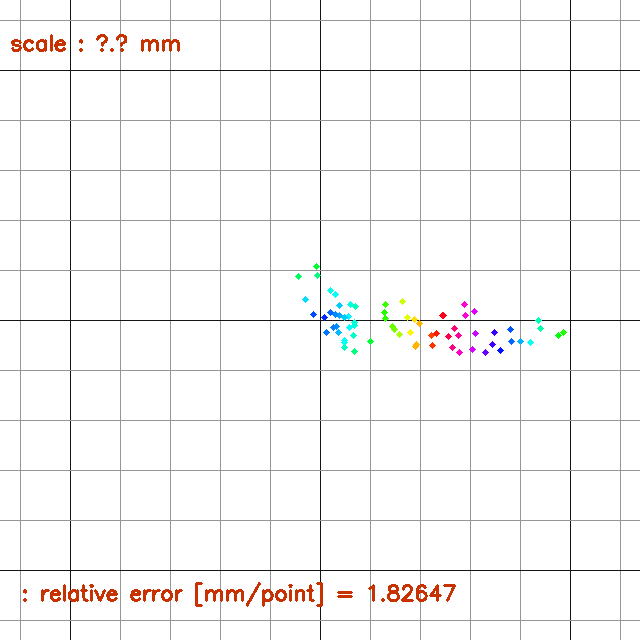 scale : ?.? mm
: relative error [mm/point] = 1.82647